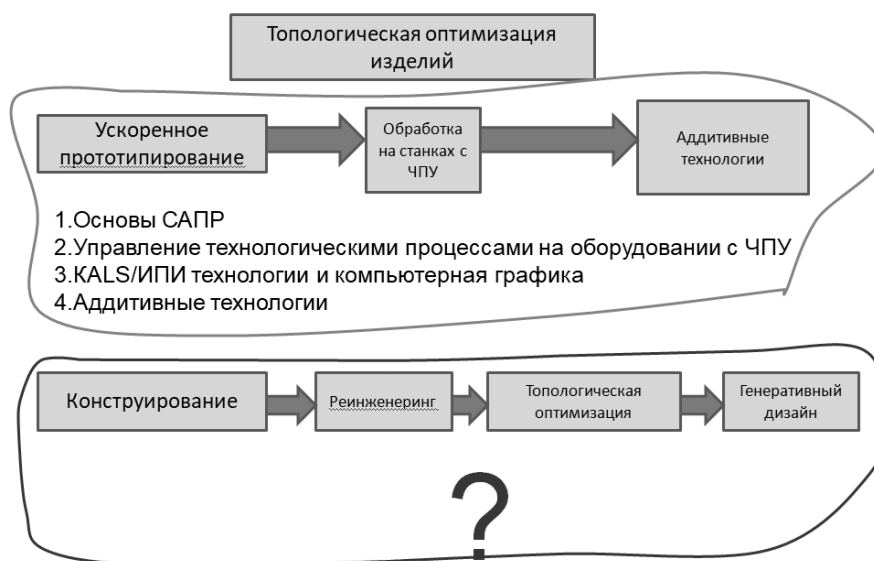 Топологическая оптимизация
изделий
Ускоренное
прототипирование
Обработка
на станках с
ЧПУ
Аддитивные
технологии
1.Основы САПР
2.Управление технологическими процессами на оборудовании с ЧПУ
3.KALS/ИПИ технологии и компьютерная графика
4.Аддитивные технологии
Конструирование
Реинженеринг
Топологическая
оптимизация
Генеративный
дизайн
?